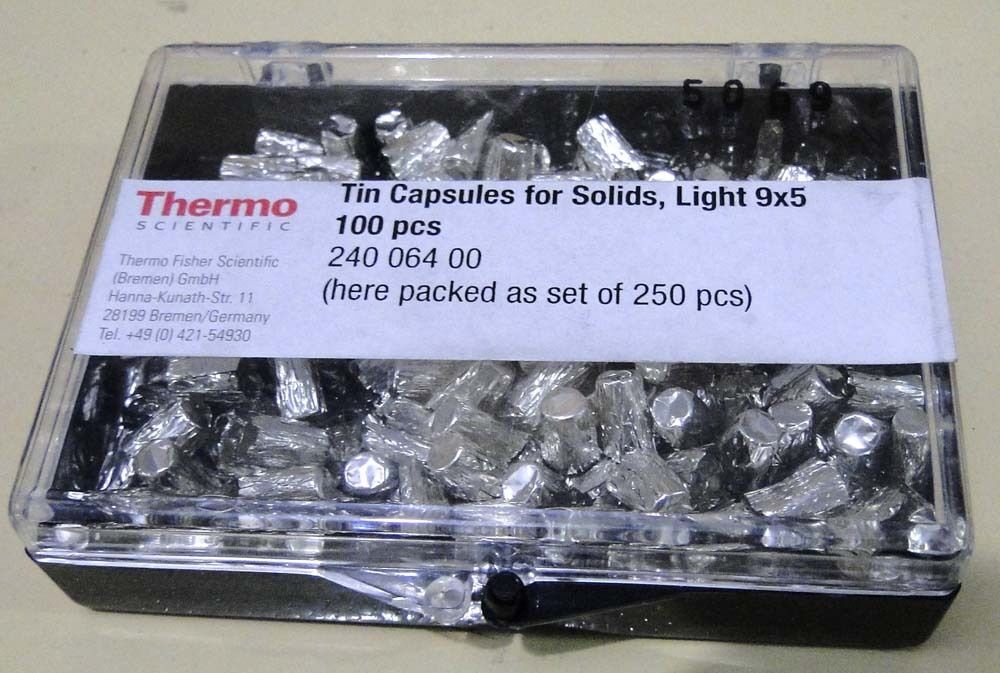 5069
Thermo
SCIENTIFIC
Thermo Fisher Scientific
(Bremen) GmbH
Hanna-Kunath-Str. 11
28199 Bremen/Germany
Tel. +49 (0) 421-54930
Tin Capsules for Solids, Light 9x5
100 pcs
240 064 00
(here packed as set of 250 pcs)